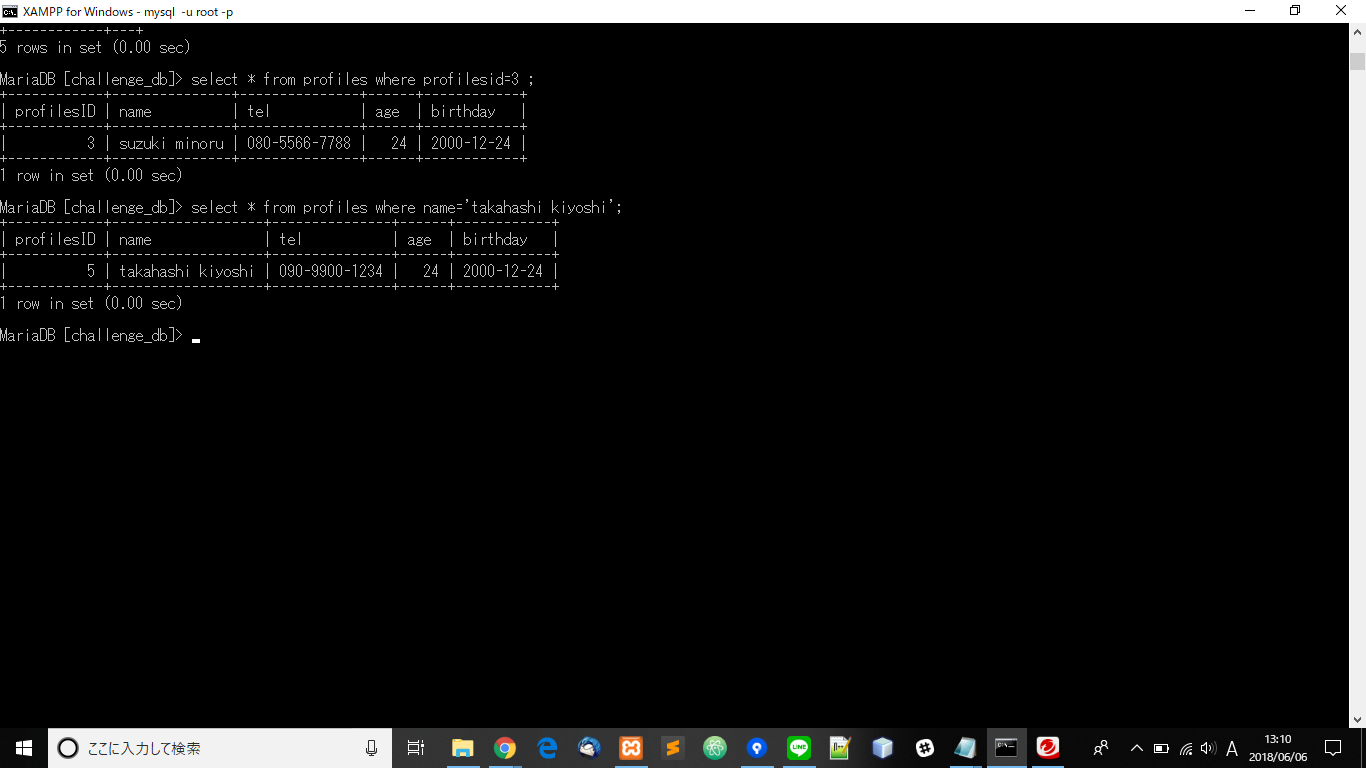 XAMPP for Windows - mysql -u root -p
+------------+---+
5 rows in set (0.00 sec)
MariaDB [challenge_db]> select * from profiles where profilesid=3 ;
+------------+---------------+---------------+------+------------+
| profilesID | name          | tel           | age  | birthday   |
+------------+---------------+---------------+------+------------+
|          3 | suzuki minoru | 080-5566-7788 |   24 | 2000-12-24 |
+------------+---------------+---------------+------+------------+
1 row in set (0.00 sec)
MariaDB [challenge_db]> select * from profiles where name='takahashi kiyoshi';
+------------+-------------------+---------------+------+------------+
| profilesID | name              | tel           | age  | birthday   |
+------------+-------------------+---------------+------+------------+
|          5 | takahashi kiyoshi | 090-9900-1234 |   24 | 2000-12-24 |
+------------+-------------------+---------------+------+------------+
1 row in set (0.00 sec)
MariaDB [challenge_db]>
ここに入力して検索
LINE
A
13:10
2018/06/06